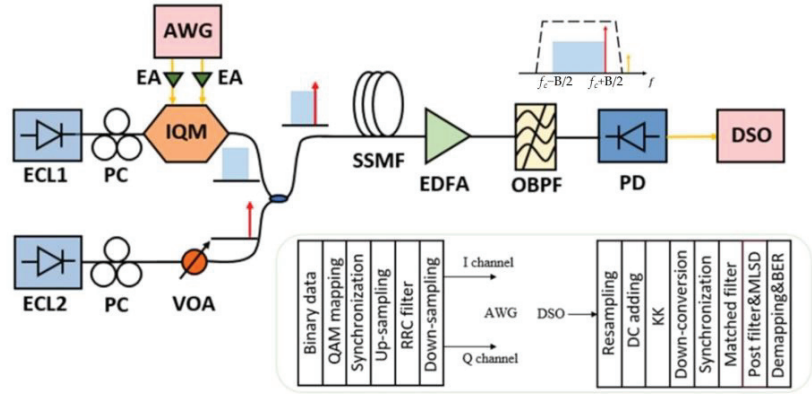 AWG
EA
EA
IQM
ECL1
PC
SSMF
EDFA
OBPF
PD
DSO
f_c−B/2
f_c+B/2
f
ECL2
PC
VOA
Binary data
QAM mapping
Synchronization
Up-sampling
RRC filter
Down-sampling
I channel
AWG
Q channel
DSO
Resampling
DC adding
KK
Down-conversion
Synchronization
Matched filter
Post filter&MLSD
Demapping&BER